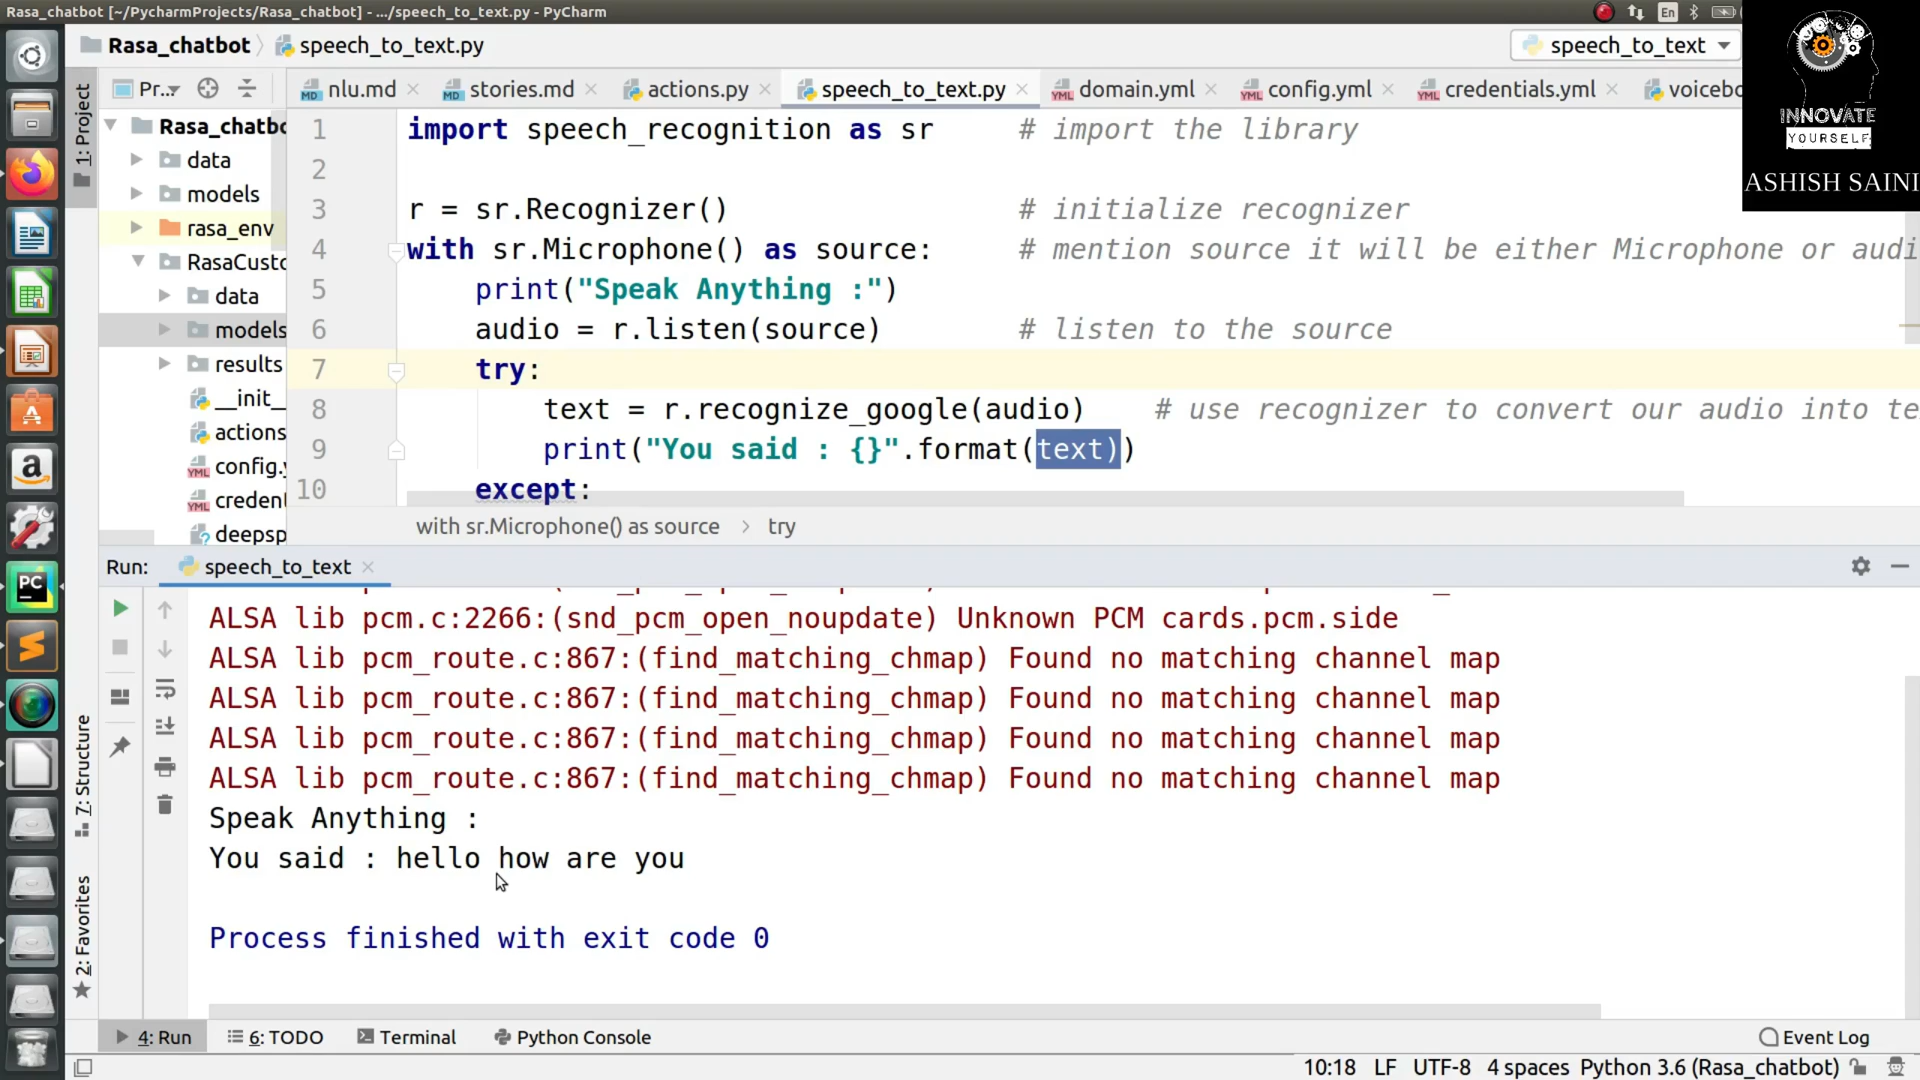 Rasa_chatbot [~/PycharmProjects/Rasa_chatbot] - .../speech_to_text.py - PyCharm
En
Rasa_chatbot speech_to_text.py
speech_to_text
INNOVATE
YOURSELF
ASHISH SAINI
1: Project
Pr...
nlu.md stories.md actions.py speech_to_text.py domain.yml config.yml credentials.yml voicebo
Rasa_chatbo
data
models
rasa_env
RasaCusto
data
models
results
__init__
actions
config.y
credent
deepsp
1 import speech_recognition as sr # import the library
2
3 r = sr.Recognizer() # initialize recognizer
4 with sr.Microphone() as source: # mention source it will be either Microphone or audi
5 print("Speak Anything :")
6 audio = r.listen(source) # listen to the source
7 try:
8 text = r.recognize_google(audio) # use recognizer to convert our audio into te
9 print("You said : {}".format(text))
10 except:
with sr.Microphone() as source > try
Run: speech_to_text
ALSA lib pcm.c:2266:(snd_pcm_open_noupdate) Unknown PCM cards.pcm.side
ALSA lib pcm_route.c:867:(find_matching_chmap) Found no matching channel map
ALSA lib pcm_route.c:867:(find_matching_chmap) Found no matching channel map
ALSA lib pcm_route.c:867:(find_matching_chmap) Found no matching channel map
ALSA lib pcm_route.c:867:(find_matching_chmap) Found no matching channel map
Speak Anything :
You said : hello how are you
Process finished with exit code 0
7: Structure
2: Favorites
4: Run 6: TODO Terminal Python Console Event Log
10:18 LF UTF-8 4 spaces Python 3.6 (Rasa_chatbot)